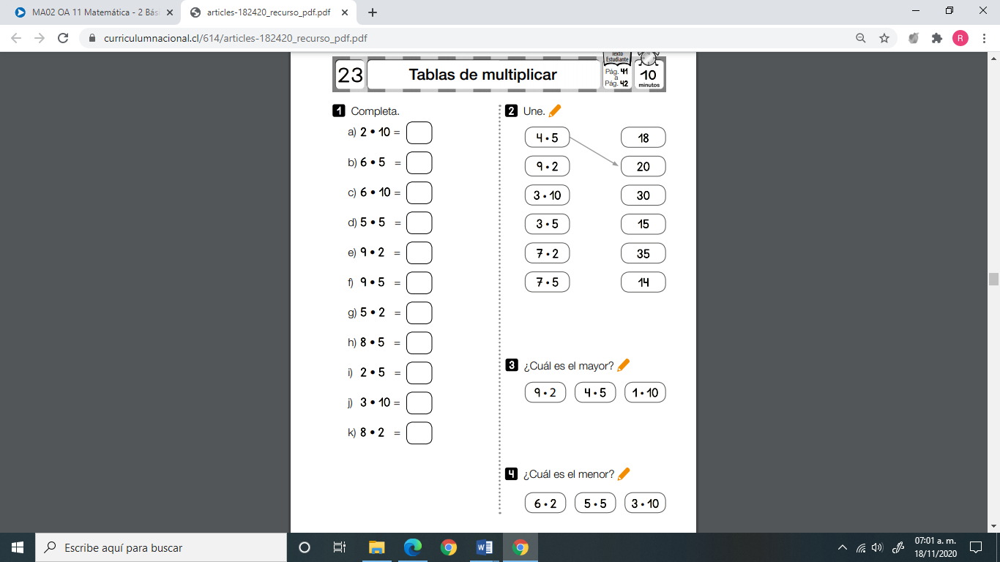 MA02 OA 11 Matemática - 2 Bás
articles-182420_recurso_pdf.pdf
curriculumnacional.cl/614/articles-182420_recurso_pdf.pdf
R
23
Tablas de multiplicar
Texto
Estudiante
Pág. 41
a
Pág. 42
10
minutos
1 Completa.
a) 2 • 10 =
b) 6 • 5 =
c) 6 • 10 =
d) 5 • 5 =
e) 9 • 2 =
f) 9 • 5 =
g) 5 • 2 =
h) 8 • 5 =
i) 2 • 5 =
j) 3 • 10 =
k) 8 • 2 =
2 Une.
4 • 5 18
9 • 2 20
3 • 10 30
3 • 5 15
7 • 2 35
7 • 5 14
3 ¿Cuál es el mayor?
9 • 2 4 • 5 1 • 10
4 ¿Cuál es el menor?
6 • 2 5 • 5 3 • 10
Escribe aquí para buscar
07:01 a. m.
18/11/2020